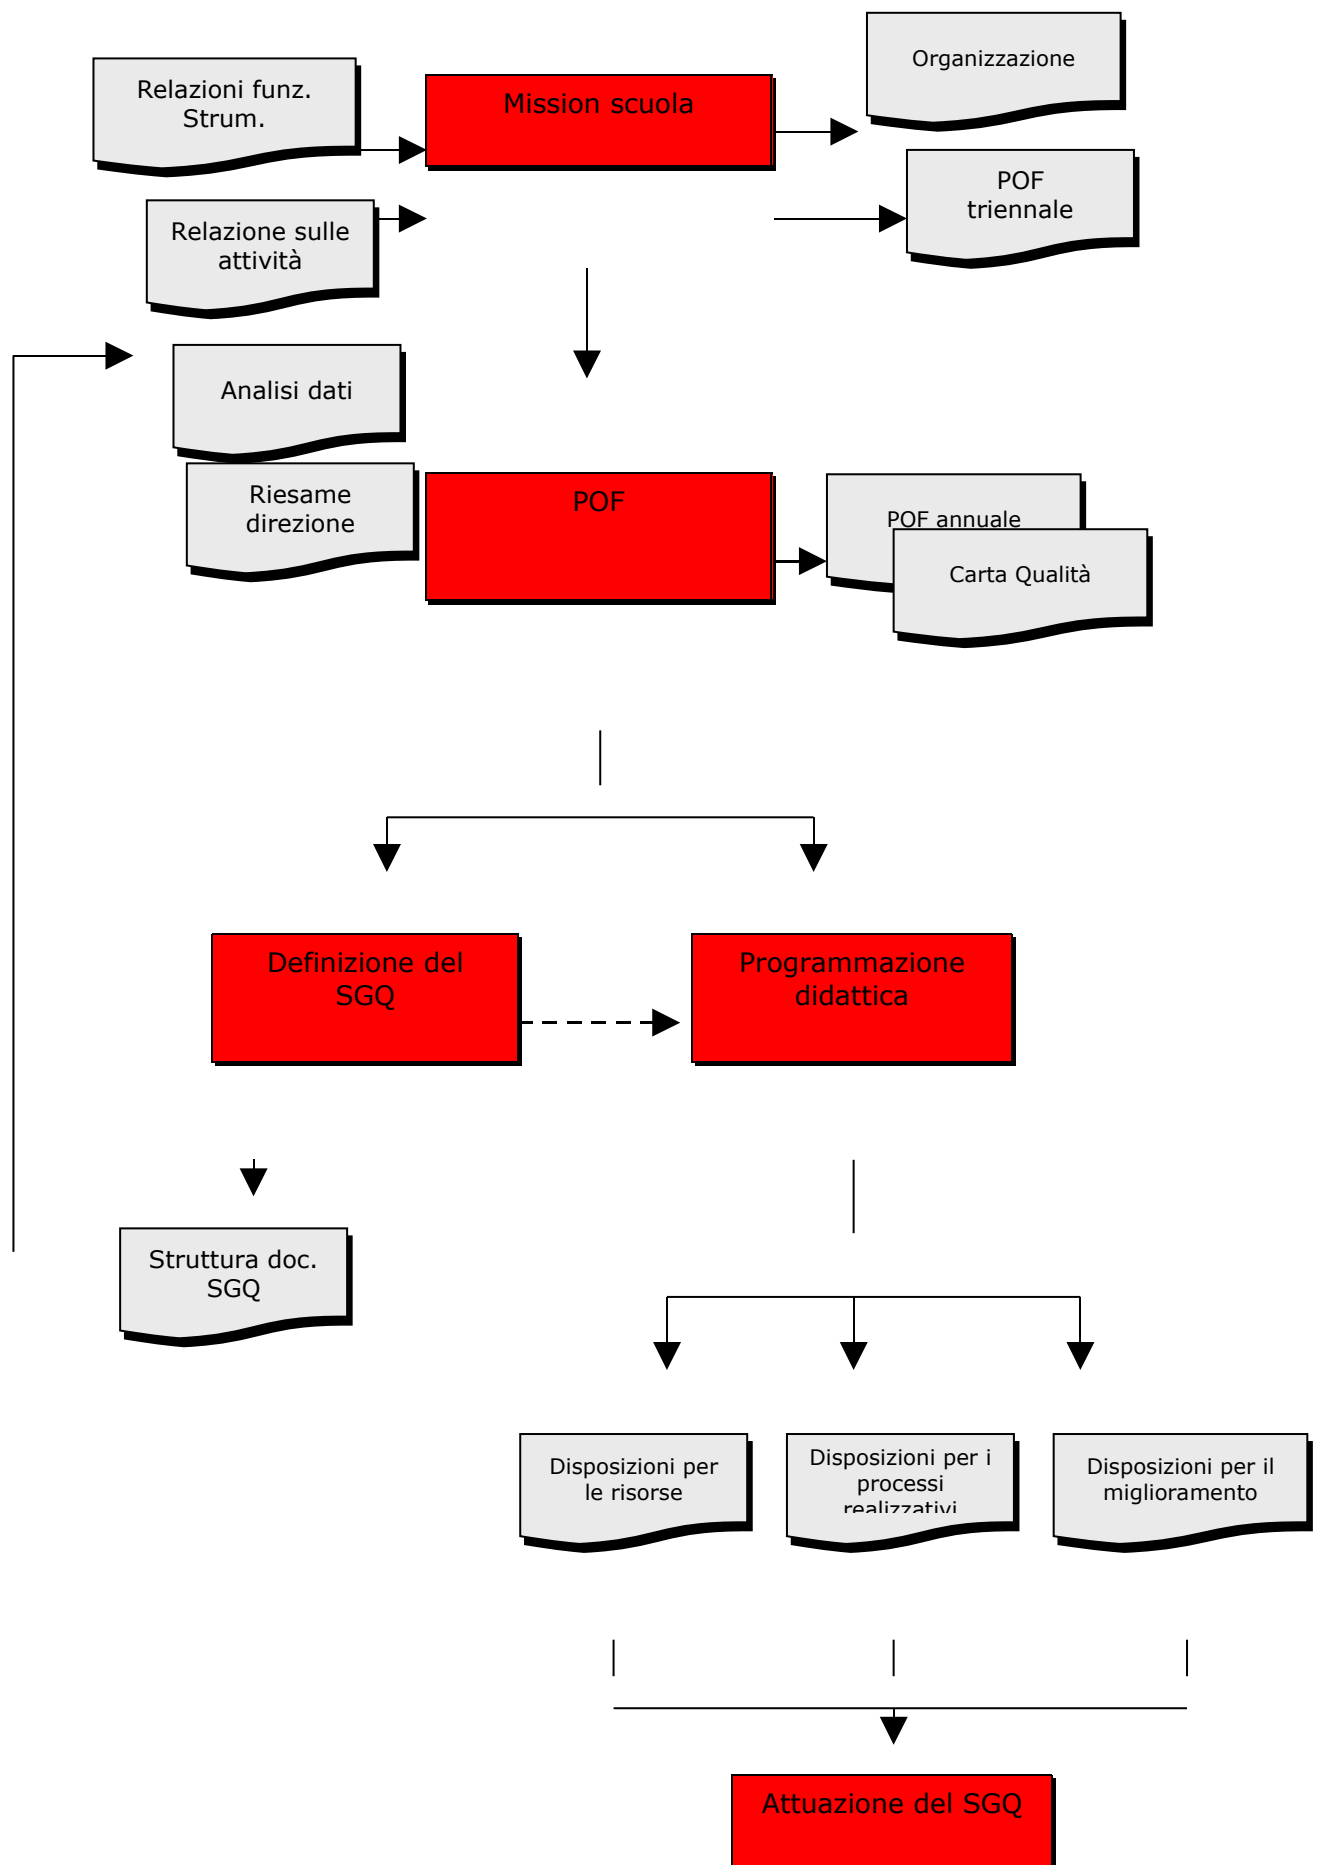 Organizzazione
Relazioni funz.
Strum.
Mission scuola
POF
triennale
Relazione sulle
attività
Analisi dati
Riesame
direzione
POF
POF annuale
Carta Qualità
Definizione del
SGQ
Programmazione
didattica
Struttura doc.
SGQ
Disposizioni per
le risorse
Disposizioni per i
processi
realizzativi
Disposizioni per il
miglioramento
Attuazione del SGQ